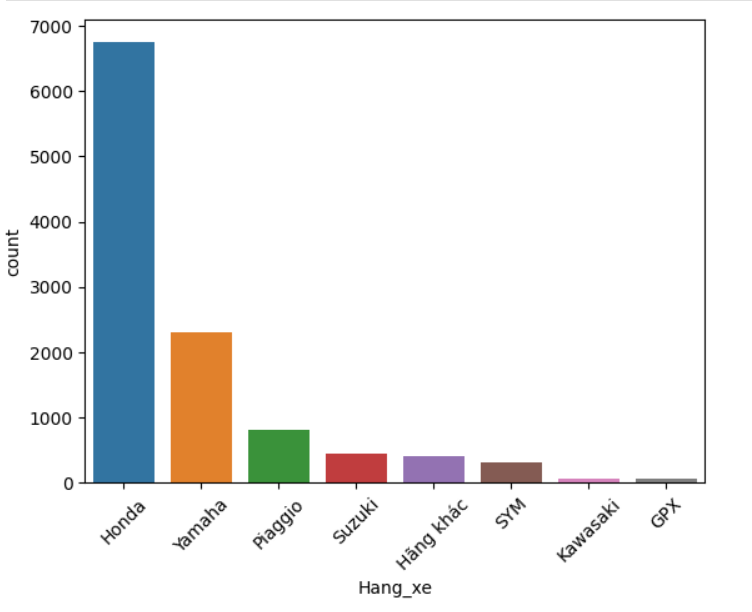 7000
6000
5000
4000
3000
2000
1000
0
count
Honda
Yamaha
Piaggio
Suzuki
Hãng khác
SYM
Kawasaki
GPX
Hang_xe